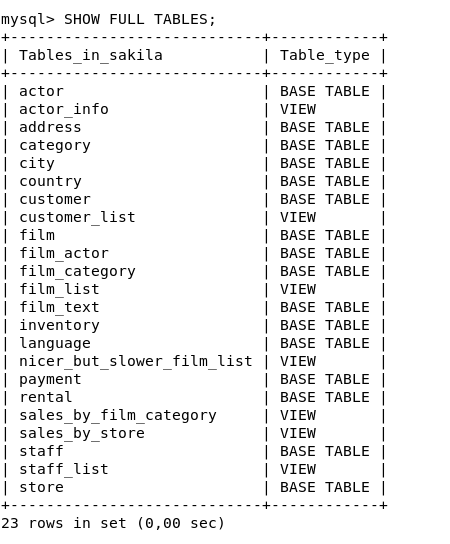 mysql> SHOW FULL TABLES;
+----------------------------+------------+
| Tables_in_sakila           | Table_type |
+----------------------------+------------+
| actor                      | BASE TABLE |
| actor_info                 | VIEW       |
| address                    | BASE TABLE |
| category                   | BASE TABLE |
| city                       | BASE TABLE |
| country                    | BASE TABLE |
| customer                   | BASE TABLE |
| customer_list              | VIEW       |
| film                       | BASE TABLE |
| film_actor                 | BASE TABLE |
| film_category              | BASE TABLE |
| film_list                  | VIEW       |
| film_text                  | BASE TABLE |
| inventory                  | BASE TABLE |
| language                   | BASE TABLE |
| nicer_but_slower_film_list | VIEW       |
| payment                    | BASE TABLE |
| rental                     | BASE TABLE |
| sales_by_film_category     | VIEW       |
| sales_by_store             | VIEW       |
| staff                      | BASE TABLE |
| staff_list                 | VIEW       |
| store                      | BASE TABLE |
+----------------------------+------------+
23 rows in set (0,00 sec)